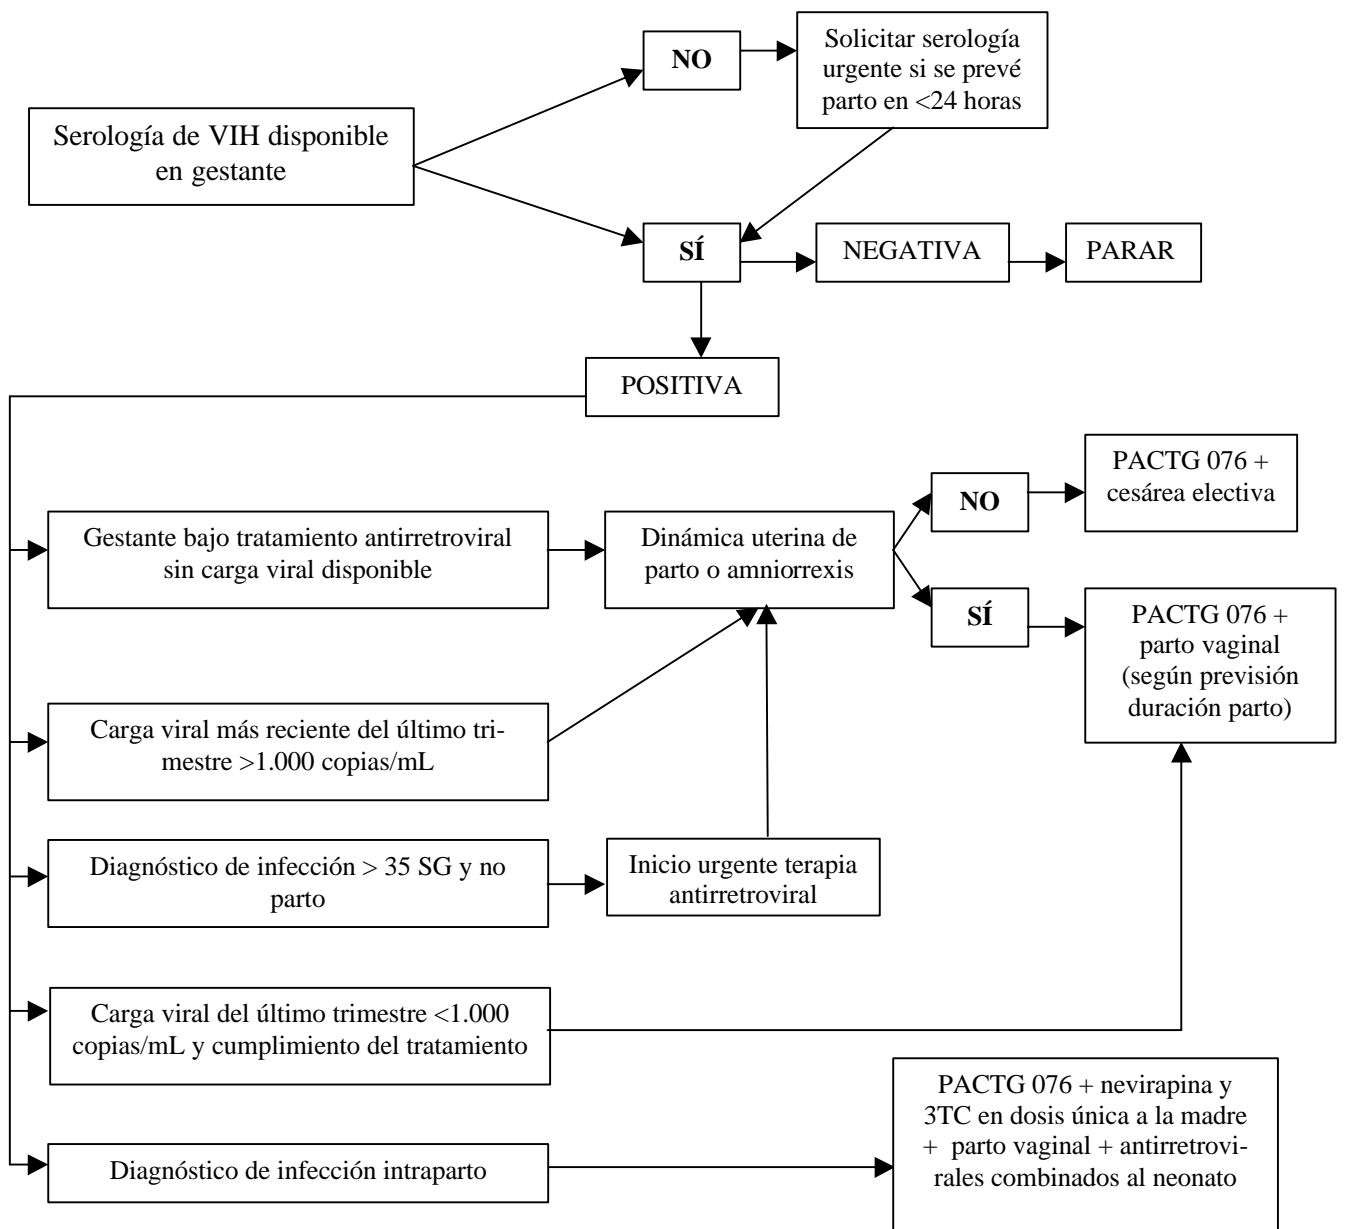 NO
Solicitar serología
urgente si se prevé
parto en <24 horas
Serología de VIH disponible
en gestante
SÍ
NEGATIVA
PARAR
POSITIVA
PACTG 076 +
cesárea electiva
NO
Gestante bajo tratamiento antirretroviral
sin carga viral disponible
Dinámica uterina de
parto o amniorrexis
SÍ
PACTG 076 +
parto vaginal
(según previsión
duración parto)
Carga viral más reciente del último tri-
mestre >1.000 copias/mL
Diagnóstico de infección > 35 SG y no
parto
Inicio urgente terapia
antirretroviral
Carga viral del último trimestre <1.000
copias/mL y cumplimiento del tratamiento
PACTG 076 + nevirapina y
3TC en dosis única a la madre
+ parto vaginal + antirretrovi-
rales combinados al neonato
Diagnóstico de infección intraparto